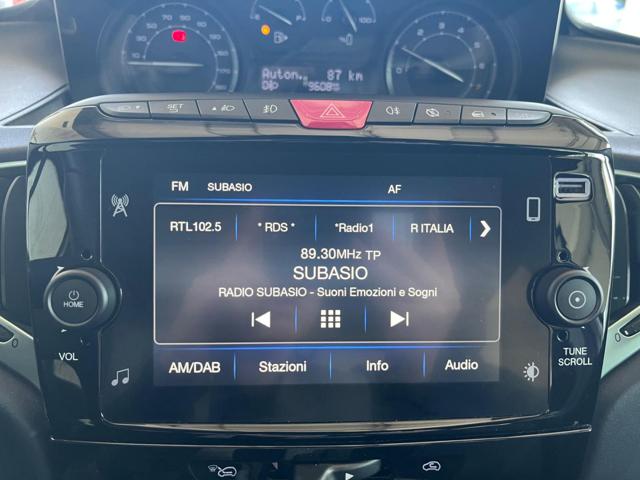 Auton. 87 km
SET
FM SUBASIO AF
RTL102.5 * RDS * *Radio1 R ITALIA
89.30MHz TP
SUBASIO
RADIO SUBASIO - Suoni Emozioni e Sogni
HOME
VOL
TUNE
SCROLL
AM/DAB Stazioni Info Audio